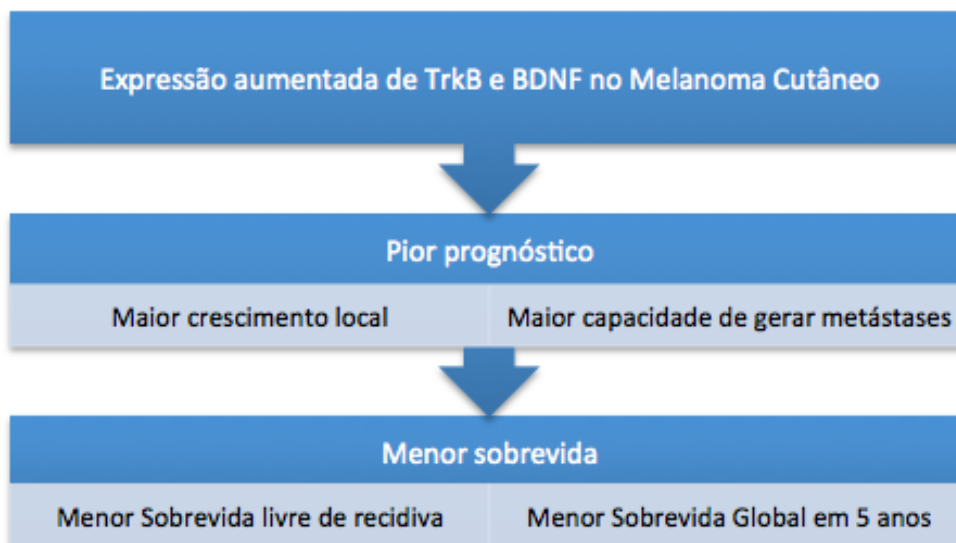 Expressão aumentada de TrkB e BDNF no Melanoma Cutâneo
Pior prognóstico
Maior crescimento local
Maior capacidade de gerar metástases
Menor sobrevida
Menor Sobrevida livre de recidiva
Menor Sobrevida Global em 5 anos